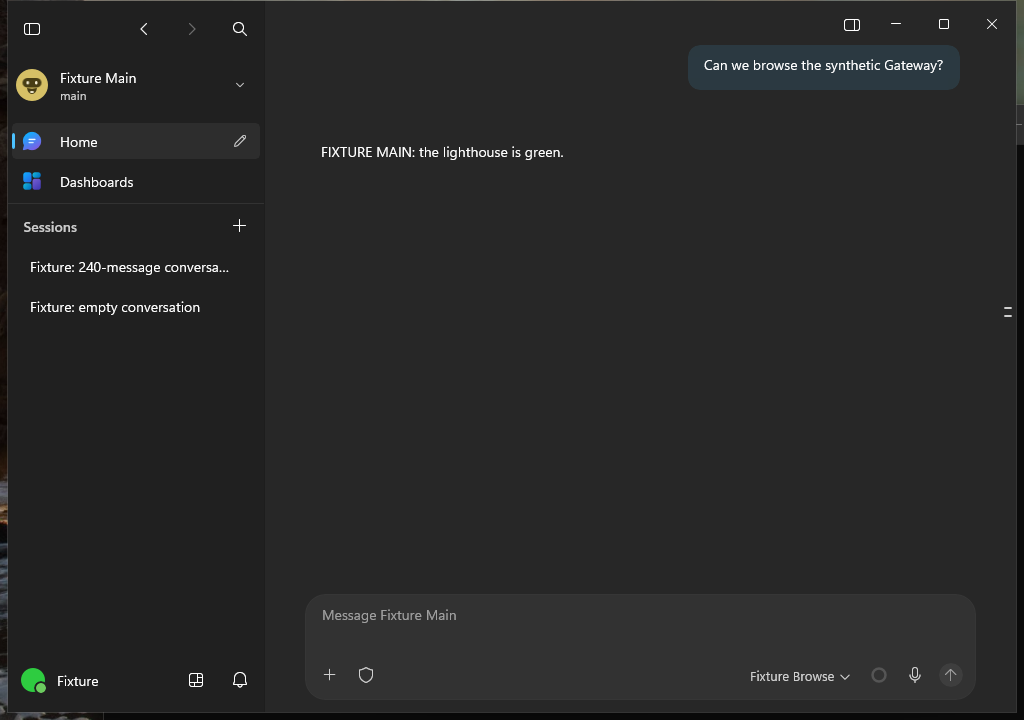 Fixture Main
main
Home
Dashboards
Sessions
Fixture: 240-message conversa...
Fixture: empty conversation
Fixture
Can we browse the synthetic Gateway?
FIXTURE MAIN: the lighthouse is green.
Message Fixture Main
Fixture Browse